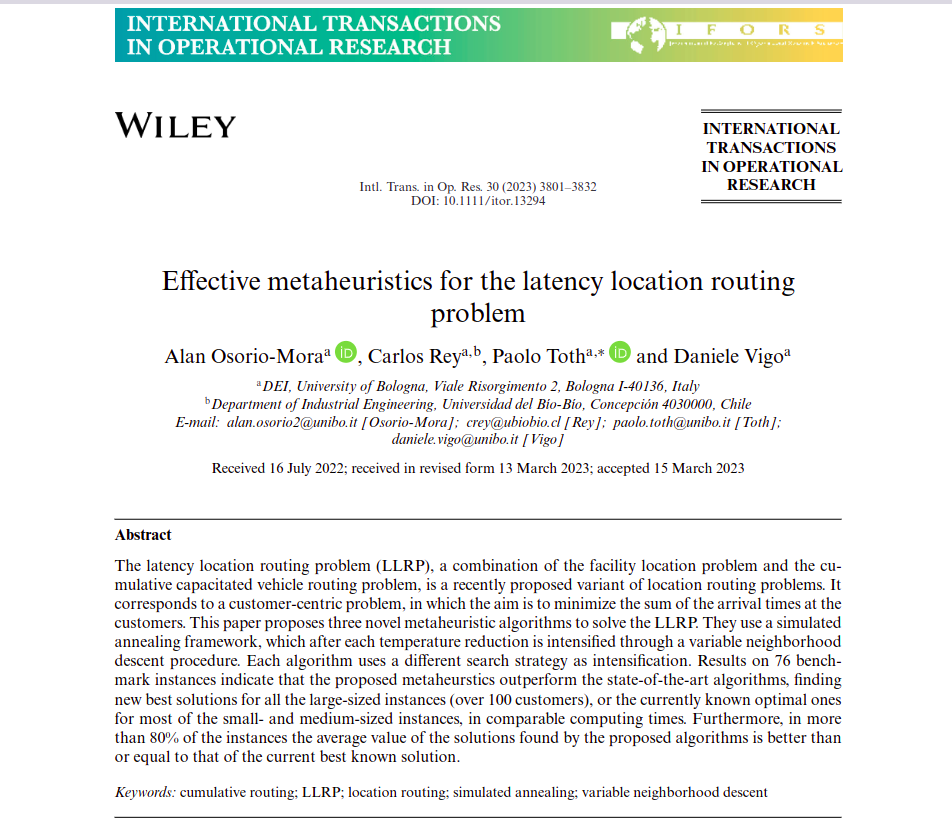 INTERNATIONAL TRANSACTIONS
IN OPERATIONAL RESEARCH
I F O R S
WILEY
INTERNATIONAL
TRANSACTIONS
IN OPERATIONAL
RESEARCH
Intl. Trans. in Op. Res. 30 (2023) 3801–3832
DOI: 10.1111/itor.13294
Effective metaheuristics for the latency location routing
problem
Alan Osorio-Moraᵃ iD, Carlos Reyᵃ,ᵇ, Paolo Tothᵃ,* iD and Daniele Vigoᵃ
ᵃDEI, University of Bologna, Viale Risorgimento 2, Bologna I-40136, Italy
ᵇDepartment of Industrial Engineering, Universidad del Bío-Bío, Concepción 4030000, Chile
E-mail: alan.osorio2@unibo.it [Osorio-Mora]; crey@ubiobio.cl [Rey]; paolo.toth@unibo.it [Toth];
daniele.vigo@unibo.it [Vigo]
Received 16 July 2022; received in revised form 13 March 2023; accepted 15 March 2023
Abstract
The latency location routing problem (LLRP), a combination of the facility location problem and the cu-
mulative capacitated vehicle routing problem, is a recently proposed variant of location routing problems. It
corresponds to a customer-centric problem, in which the aim is to minimize the sum of the arrival times at the
customers. This paper proposes three novel metaheuristic algorithms to solve the LLRP. They use a simulated
annealing framework, which after each temperature reduction is intensified through a variable neighborhood
descent procedure. Each algorithm uses a different search strategy as intensification. Results on 76 bench-
mark instances indicate that the proposed metaheurstics outperform the state-of-the-art algorithms, finding
new best solutions for all the large-sized instances (over 100 customers), or the currently known optimal ones
for most of the small- and medium-sized instances, in comparable computing times. Furthermore, in more
than 80% of the instances the average value of the solutions found by the proposed algorithms is better than
or equal to that of the current best known solution.
Keywords: cumulative routing; LLRP; location routing; simulated annealing; variable neighborhood descent